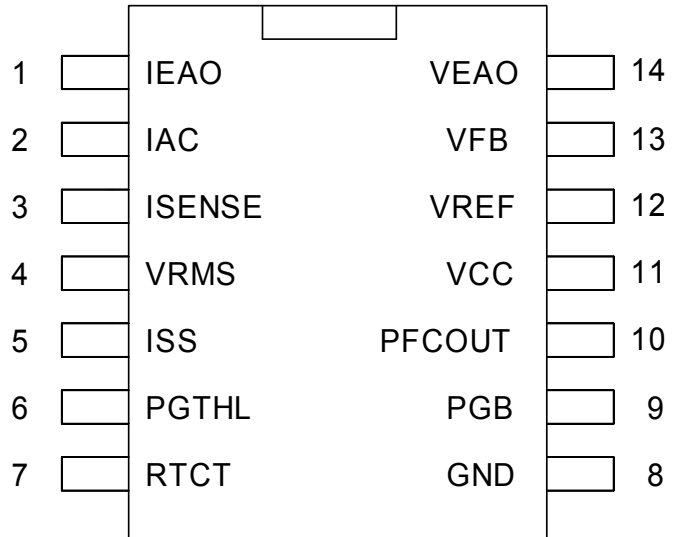 1 IEAO VEAO 14
2 IAC VFB 13
3 ISENSE VREF 12
4 VRMS VCC 11
5 ISS PFCOUT 10
6 PGTHL PGB 9
7 RTCT GND 8